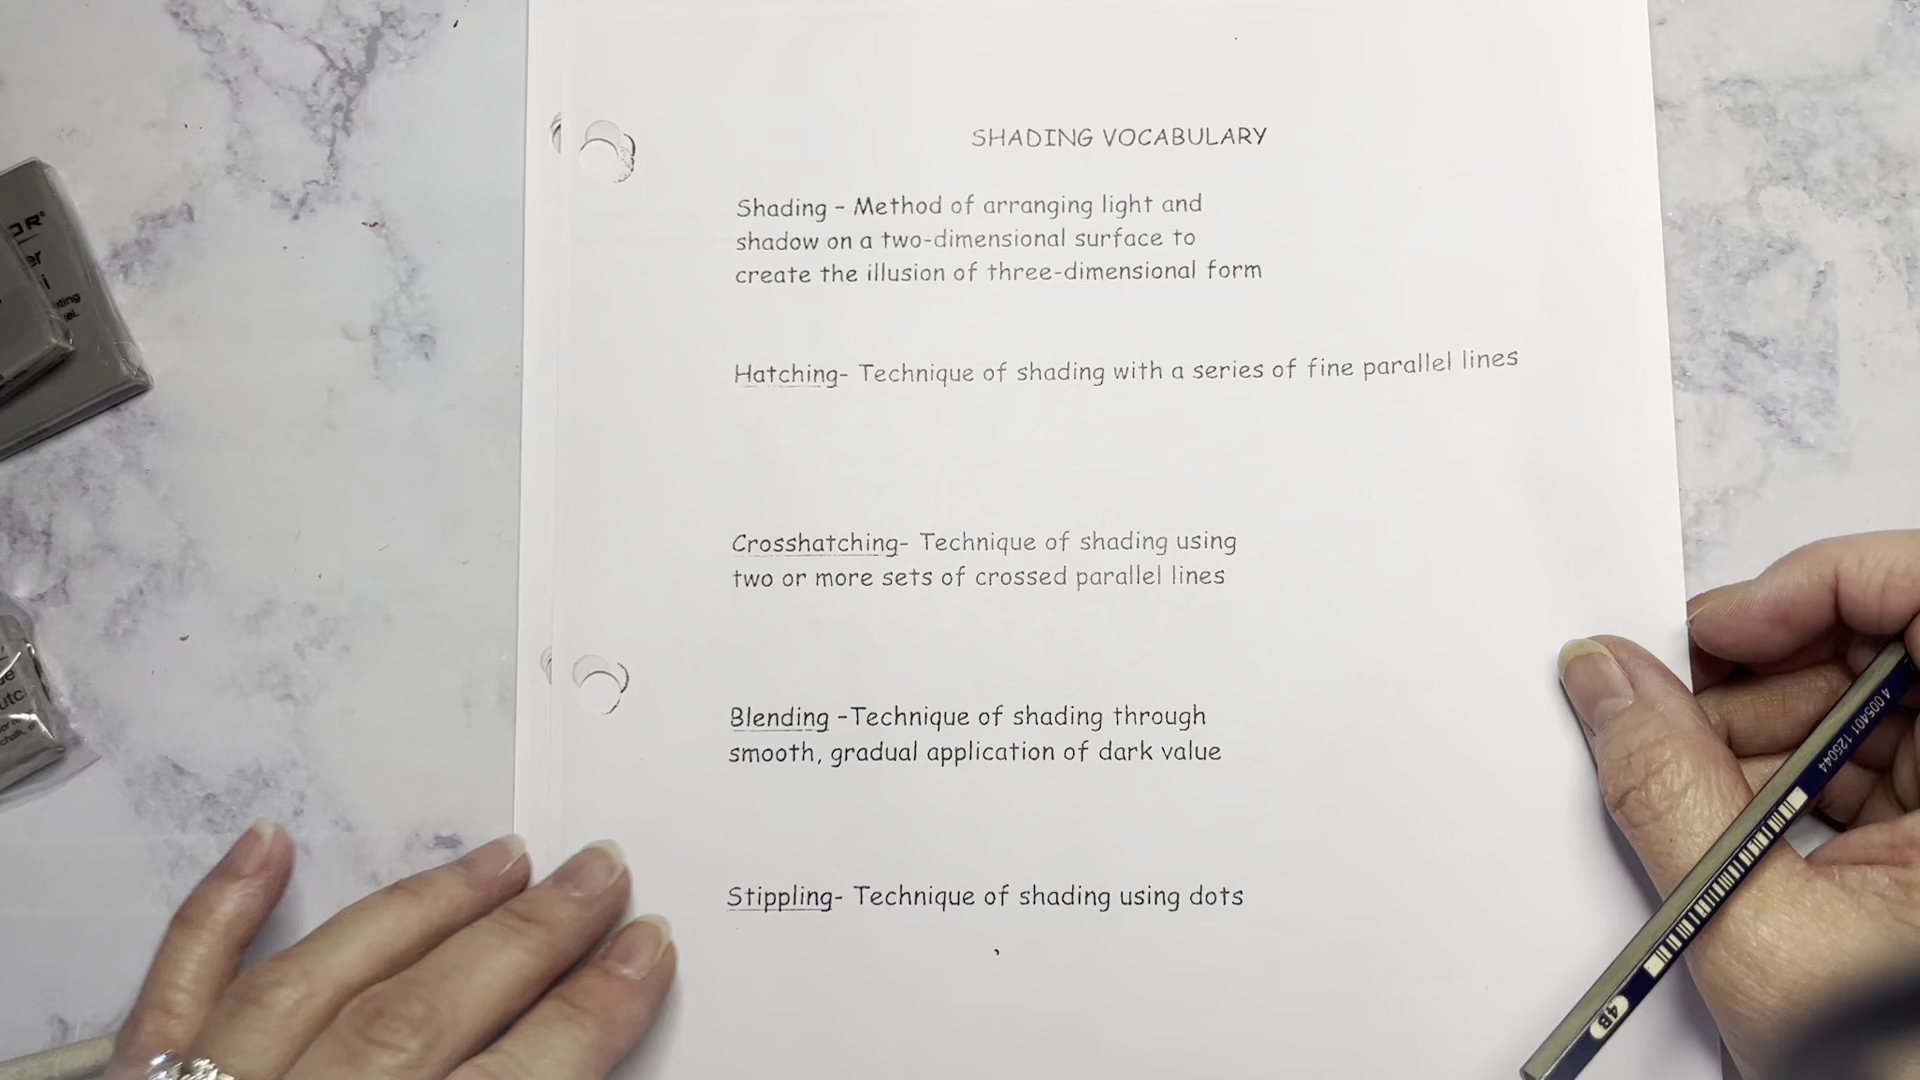 SHADING VOCABULARY
Shading - Method of arranging light and
shadow on a two-dimensional surface to
create the illusion of three-dimensional form
Hatching- Technique of shading with a series of fine parallel lines
Crosshatching- Technique of shading using
two or more sets of crossed parallel lines
Blending -Technique of shading through
smooth, gradual application of dark value
Stippling- Technique of shading using dots
4 005401 125044
4B